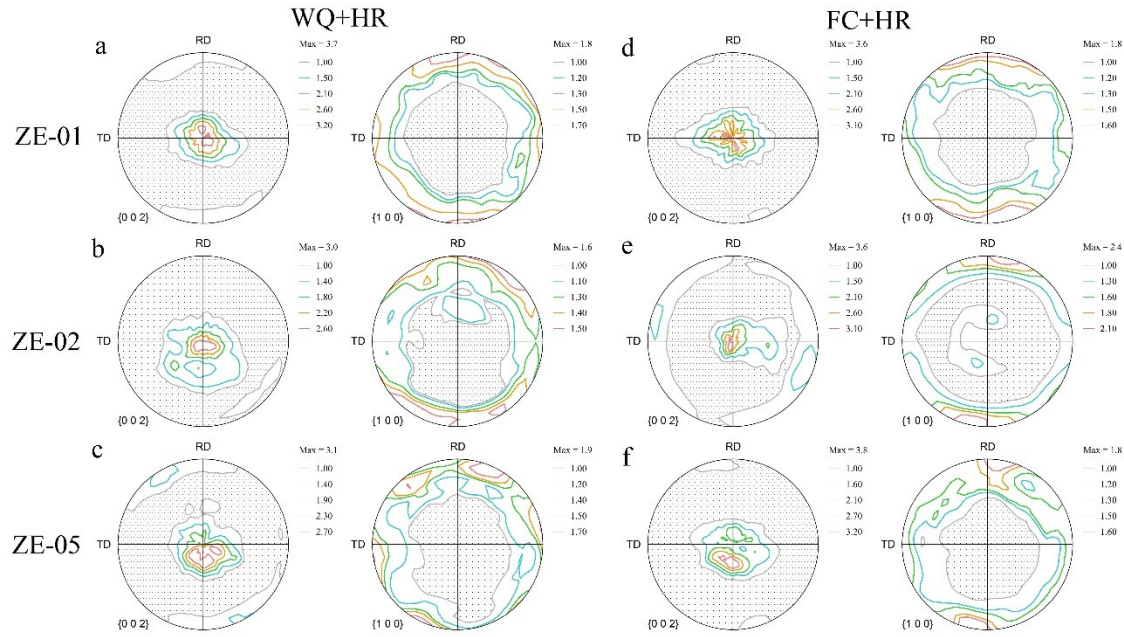 WQ+HR
FC+HR
ZE-01
a
RD
TD
{0 0 2}
Max = 3.7
1.00
1.50
2.10
2.60
3.20
RD
TD
{1 0 0}
Max = 1.8
1.00
1.20
1.30
1.50
1.70
d
RD
TD
{0 0 2}
Max = 3.6
1.00
1.50
2.10
2.60
3.10
RD
TD
{1 0 0}
Max = 1.8
1.00
1.20
1.30
1.50
1.60
ZE-02
b
RD
TD
{0 0 2}
Max = 3.0
1.00
1.40
1.80
2.20
2.60
RD
TD
{1 0 0}
Max = 1.6
1.00
1.10
1.30
1.40
1.50
e
RD
TD
{0 0 2}
Max = 3.6
1.00
1.50
2.10
2.60
3.10
RD
TD
{1 0 0}
Max = 2.4
1.00
1.30
1.60
1.80
2.10
ZE-05
c
RD
TD
{0 0 2}
Max = 3.1
1.00
1.40
1.90
2.30
2.70
RD
TD
{1 0 0}
Max = 1.9
1.00
1.20
1.40
1.50
1.70
f
RD
TD
{0 0 2}
Max = 3.8
1.00
1.60
2.10
2.70
3.20
RD
TD
{1 0 0}
Max = 1.8
1.00
1.20
1.30
1.50
1.60